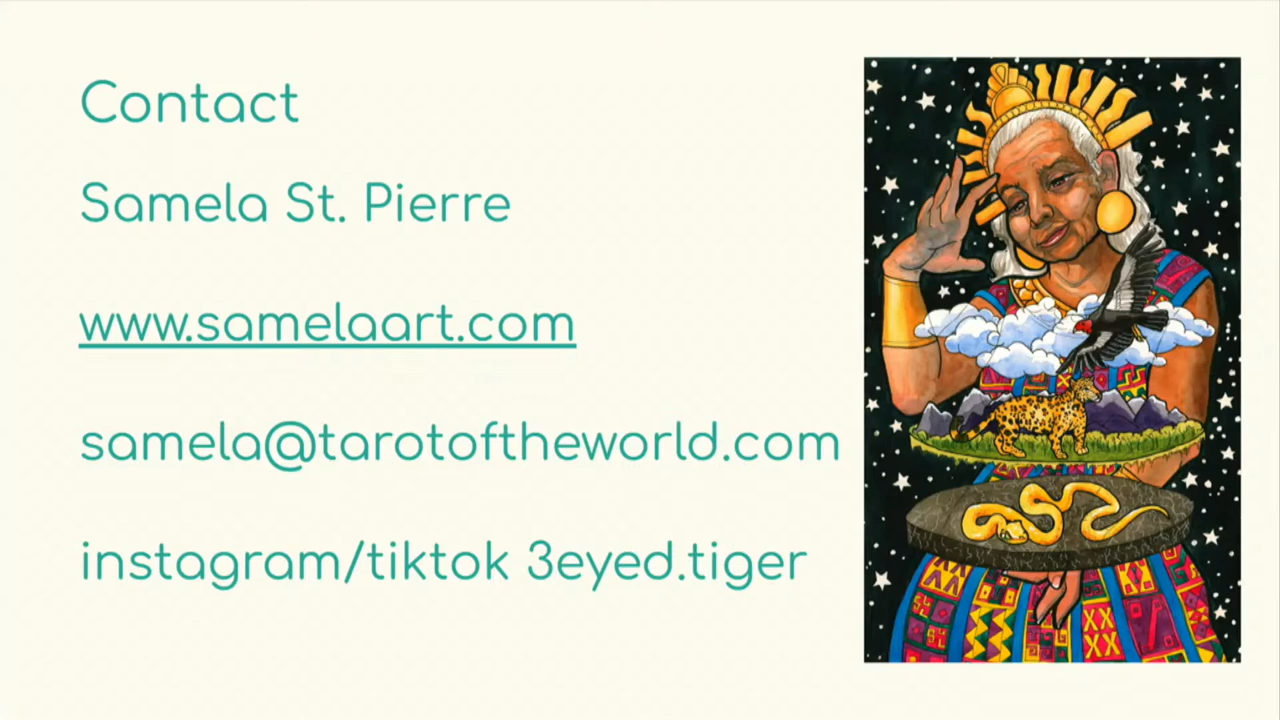 Contact
Samela St. Pierre
www.samelaart.com
samela@tarotoftheworld.com
instagram/tiktok 3eyed.tiger